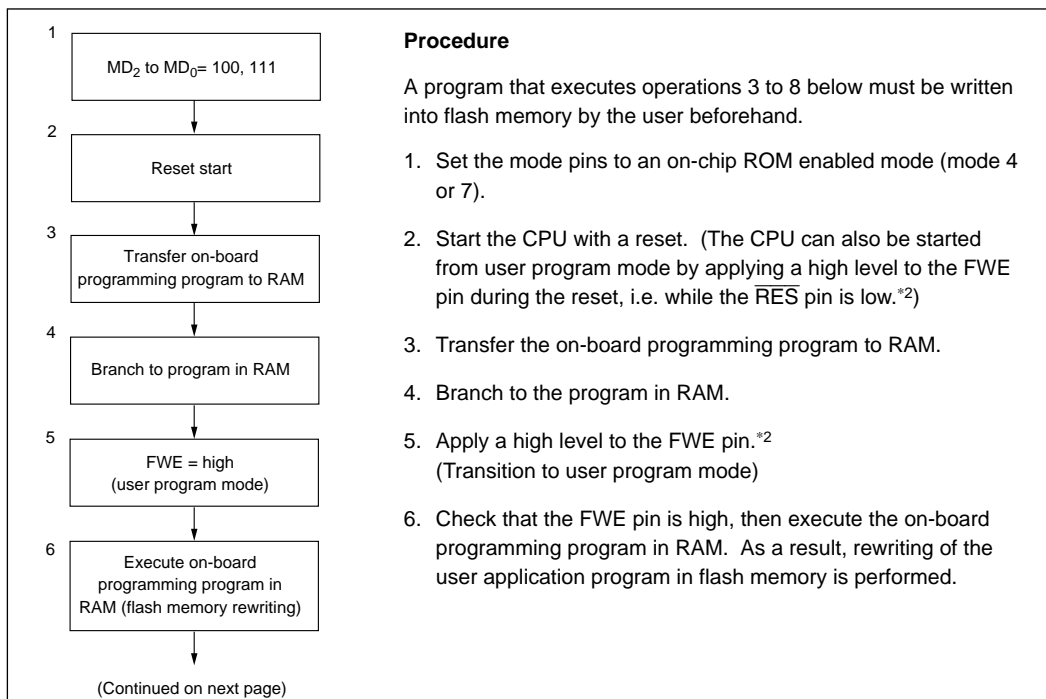 1
MD2 to MD0= 100, 111
2
Reset start
3
Transfer on-board
programming program to RAM
4
Branch to program in RAM
5
FWE = high
(user program mode)
6
Execute on-board
programming program in
RAM (flash memory rewriting)
(Continued on next page)
Procedure
A program that executes operations 3 to 8 below must be written
into flash memory by the user beforehand.
1. Set the mode pins to an on-chip ROM enabled mode (mode 4
or 7).
2. Start the CPU with a reset. (The CPU can also be started
from user program mode by applying a high level to the FWE
pin during the reset, i.e. while the RES pin is low.*2)
3. Transfer the on-board programming program to RAM.
4. Branch to the program in RAM.
5. Apply a high level to the FWE pin.*2
(Transition to user program mode)
6. Check that the FWE pin is high, then execute the on-board
programming program in RAM. As a result, rewriting of the
user application program in flash memory is performed.